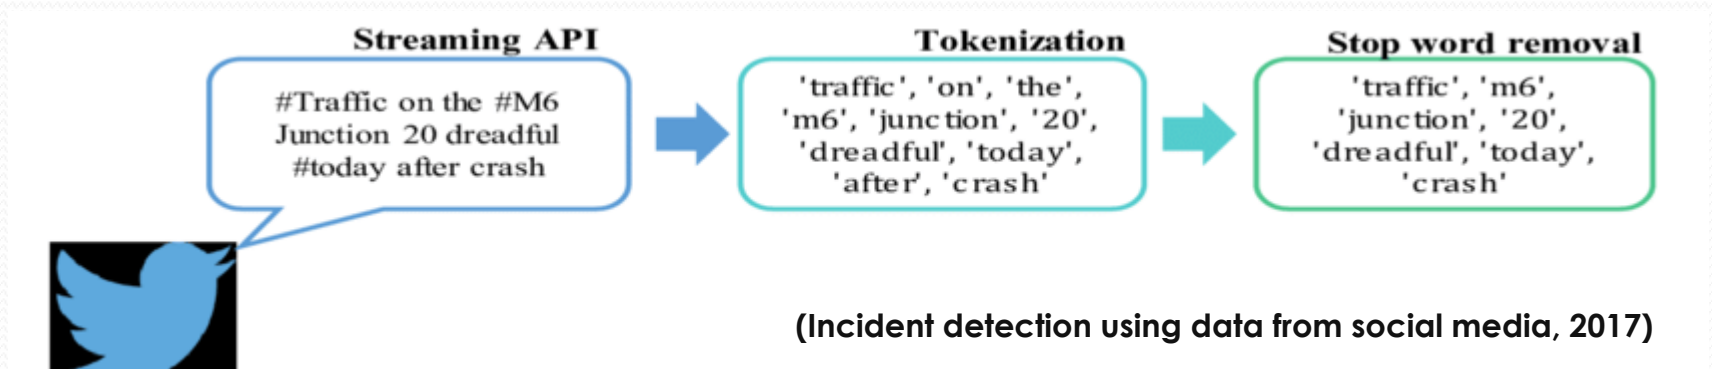 Streaming API
#Traffic on the #M6
Junction 20 dreadful
#today after crash
Tokenization
'traffic', 'on', 'the',
'm6', 'junction', '20',
'dreadful', 'today',
'after', 'crash'
Stop word removal
'traffic', 'm6',
'junction', '20',
'dreadful', 'today',
'crash'
(Incident detection using data from social media, 2017)